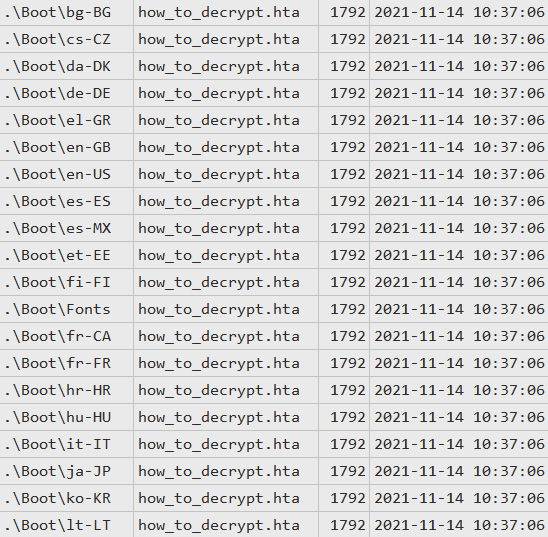 .\Boot\bg-BG how_to_decrypt.hta 1792 2021-11-14 10:37:06
.\Boot\cs-CZ how_to_decrypt.hta 1792 2021-11-14 10:37:06
.\Boot\da-DK how_to_decrypt.hta 1792 2021-11-14 10:37:06
.\Boot\de-DE how_to_decrypt.hta 1792 2021-11-14 10:37:06
.\Boot\el-GR how_to_decrypt.hta 1792 2021-11-14 10:37:06
.\Boot\en-GB how_to_decrypt.hta 1792 2021-11-14 10:37:06
.\Boot\en-US how_to_decrypt.hta 1792 2021-11-14 10:37:06
.\Boot\es-ES how_to_decrypt.hta 1792 2021-11-14 10:37:06
.\Boot\es-MX how_to_decrypt.hta 1792 2021-11-14 10:37:06
.\Boot\et-EE how_to_decrypt.hta 1792 2021-11-14 10:37:06
.\Boot\fi-FI how_to_decrypt.hta 1792 2021-11-14 10:37:06
.\Boot\Fonts how_to_decrypt.hta 1792 2021-11-14 10:37:06
.\Boot\fr-CA how_to_decrypt.hta 1792 2021-11-14 10:37:06
.\Boot\fr-FR how_to_decrypt.hta 1792 2021-11-14 10:37:06
.\Boot\hr-HR how_to_decrypt.hta 1792 2021-11-14 10:37:06
.\Boot\hu-HU how_to_decrypt.hta 1792 2021-11-14 10:37:06
.\Boot\it-IT how_to_decrypt.hta 1792 2021-11-14 10:37:06
.\Boot\ja-JP how_to_decrypt.hta 1792 2021-11-14 10:37:06
.\Boot\ko-KR how_to_decrypt.hta 1792 2021-11-14 10:37:06
.\Boot\lt-LT how_to_decrypt.hta 1792 2021-11-14 10:37:06